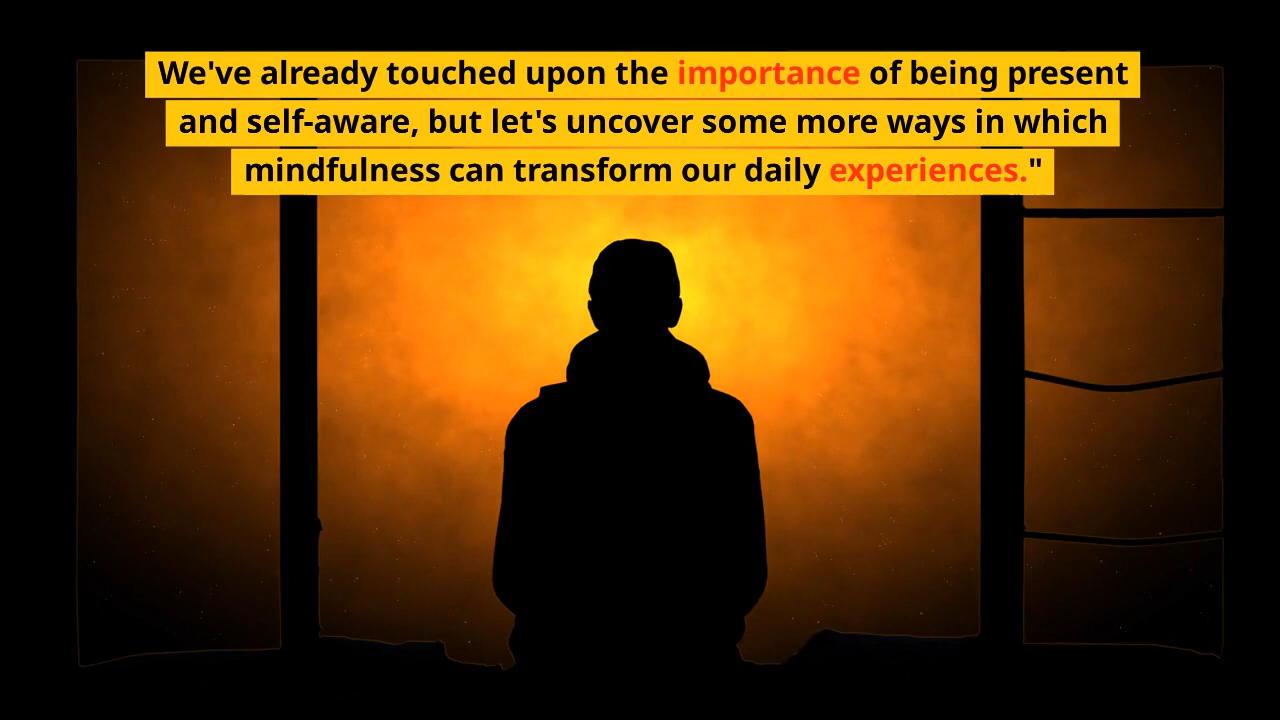 We've already touched upon the importance of being present
and self-aware, but let's uncover some more ways in which
mindfulness can transform our daily experiences."